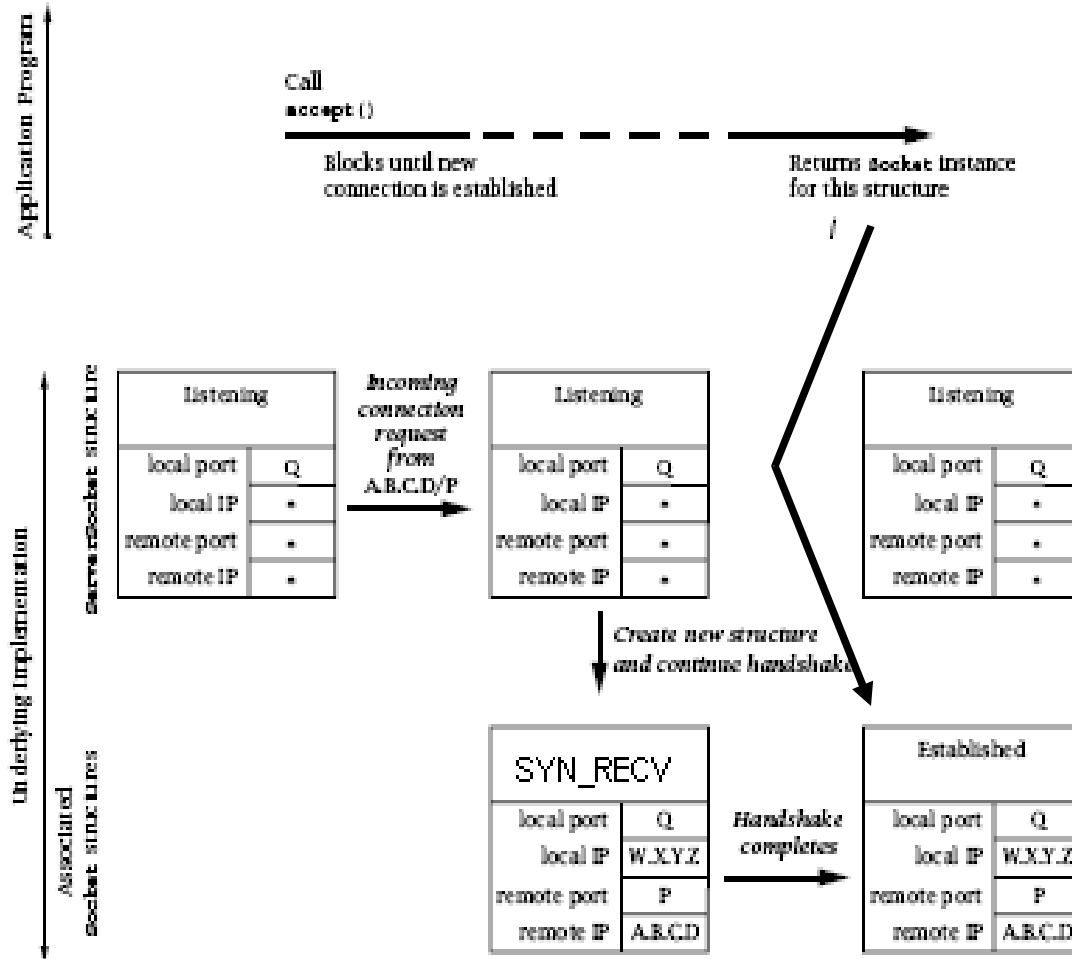 Application Program
Call
accept()
Blocks until new
connection is established
Returns Socket instance
for this structure
Underlying Implementation
ServerSocket structure
Associated
Socket structures
Listening
local port Q
local IP *
remote port *
remote IP *
Incoming
connection
request
from
A.B.C.D/P
Listening
local port Q
local IP *
remote port *
remote IP *
Listening
local port Q
local IP *
remote port *
remote IP *
Create new structure
and continue handshake
SYN_RECV
local port Q
local IP W.X.Y.Z
remote port P
remote IP A.B.C.D
Handshake
completes
Established
local port Q
local IP W.X.Y.Z
remote port P
remote IP A.B.C.D